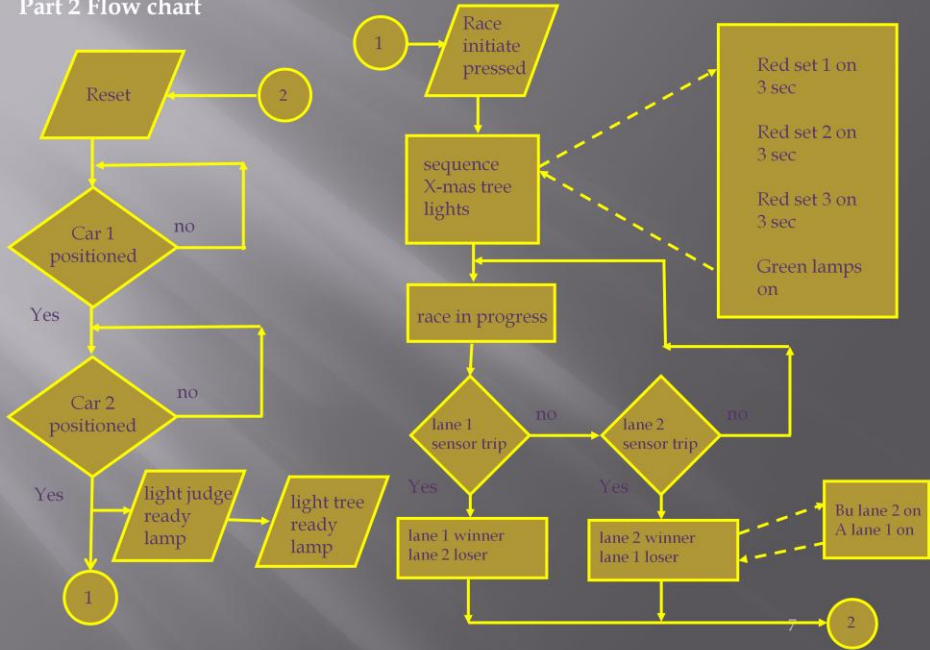 Part 2 Flow chart
Reset
2
Car 1
positioned
no
Yes
Car 2
positioned
no
Yes
light judge
ready
lamp
light tree
ready
lamp
1
1
Race
initiate
pressed
sequence
X-mas tree
lights
Red set 1 on
3 sec
Red set 2 on
3 sec
Red set 3 on
3 sec
Green lamps
on
race in progress
lane 1
sensor trip
no
lane 2
sensor trip
no
Yes
Yes
lane 1 winner
lane 2 loser
lane 2 winner
lane 1 loser
Bu lane 2 on
A lane 1 on
2
7